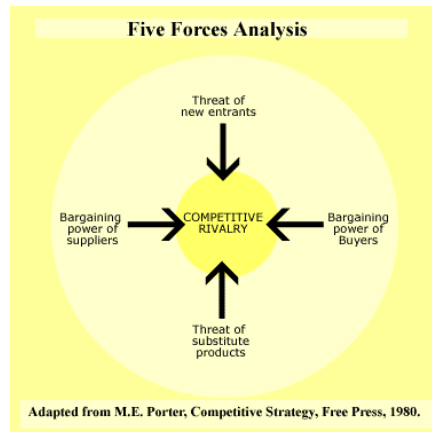 Five Forces Analysis
Threat of
new entrants
Bargaining
power of
suppliers
COMPETITIVE
RIVALRY
Bargaining
power of
Buyers
Threat of
substitute
products
Adapted from M.E. Porter, Competitive Strategy, Free Press, 1980.